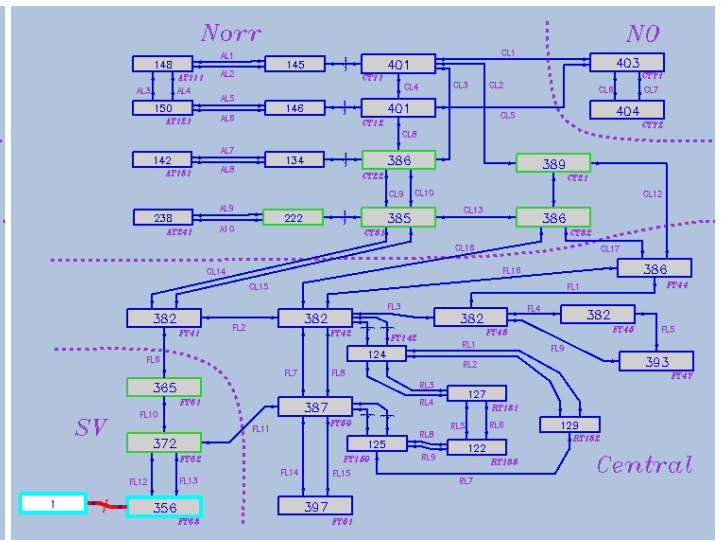 Norr
NO
148
AL1
AL2
145
401
CL1
403
AT111
CT11
CT71
AL3
AL4
CL4
CL3
CL2
CL6
CL7
150
AL5
AL6
146
401
404
AT121
CT12
CL5
CT72
CL8
142
AL7
AL8
134
386
389
AT131
CT22
CT21
CL9
CL10
CL12
238
AL9
A10
222
385
CL13
386
AT241
CT31
CT32
CL14
CL15
CL16
CL17
FL16
386
FT44
FL1
382
FL2
382
FL3
382
FL4
382
FT41
FT42
FT43
FT45
FT142
FL5
FL6
124
RL1
RL2
FL9
393
FT47
FL7
FL8
365
RL3
RL4
127
FT61
RT131
FL10
387
RL5
RL6
FT50
129
SV
372
FL11
125
RL8
RL9
122
RT132
FT62
FT150
RT133
FL12
FL13
FL14
FL15
RL7
Central
1
356
397
FT63
FT51